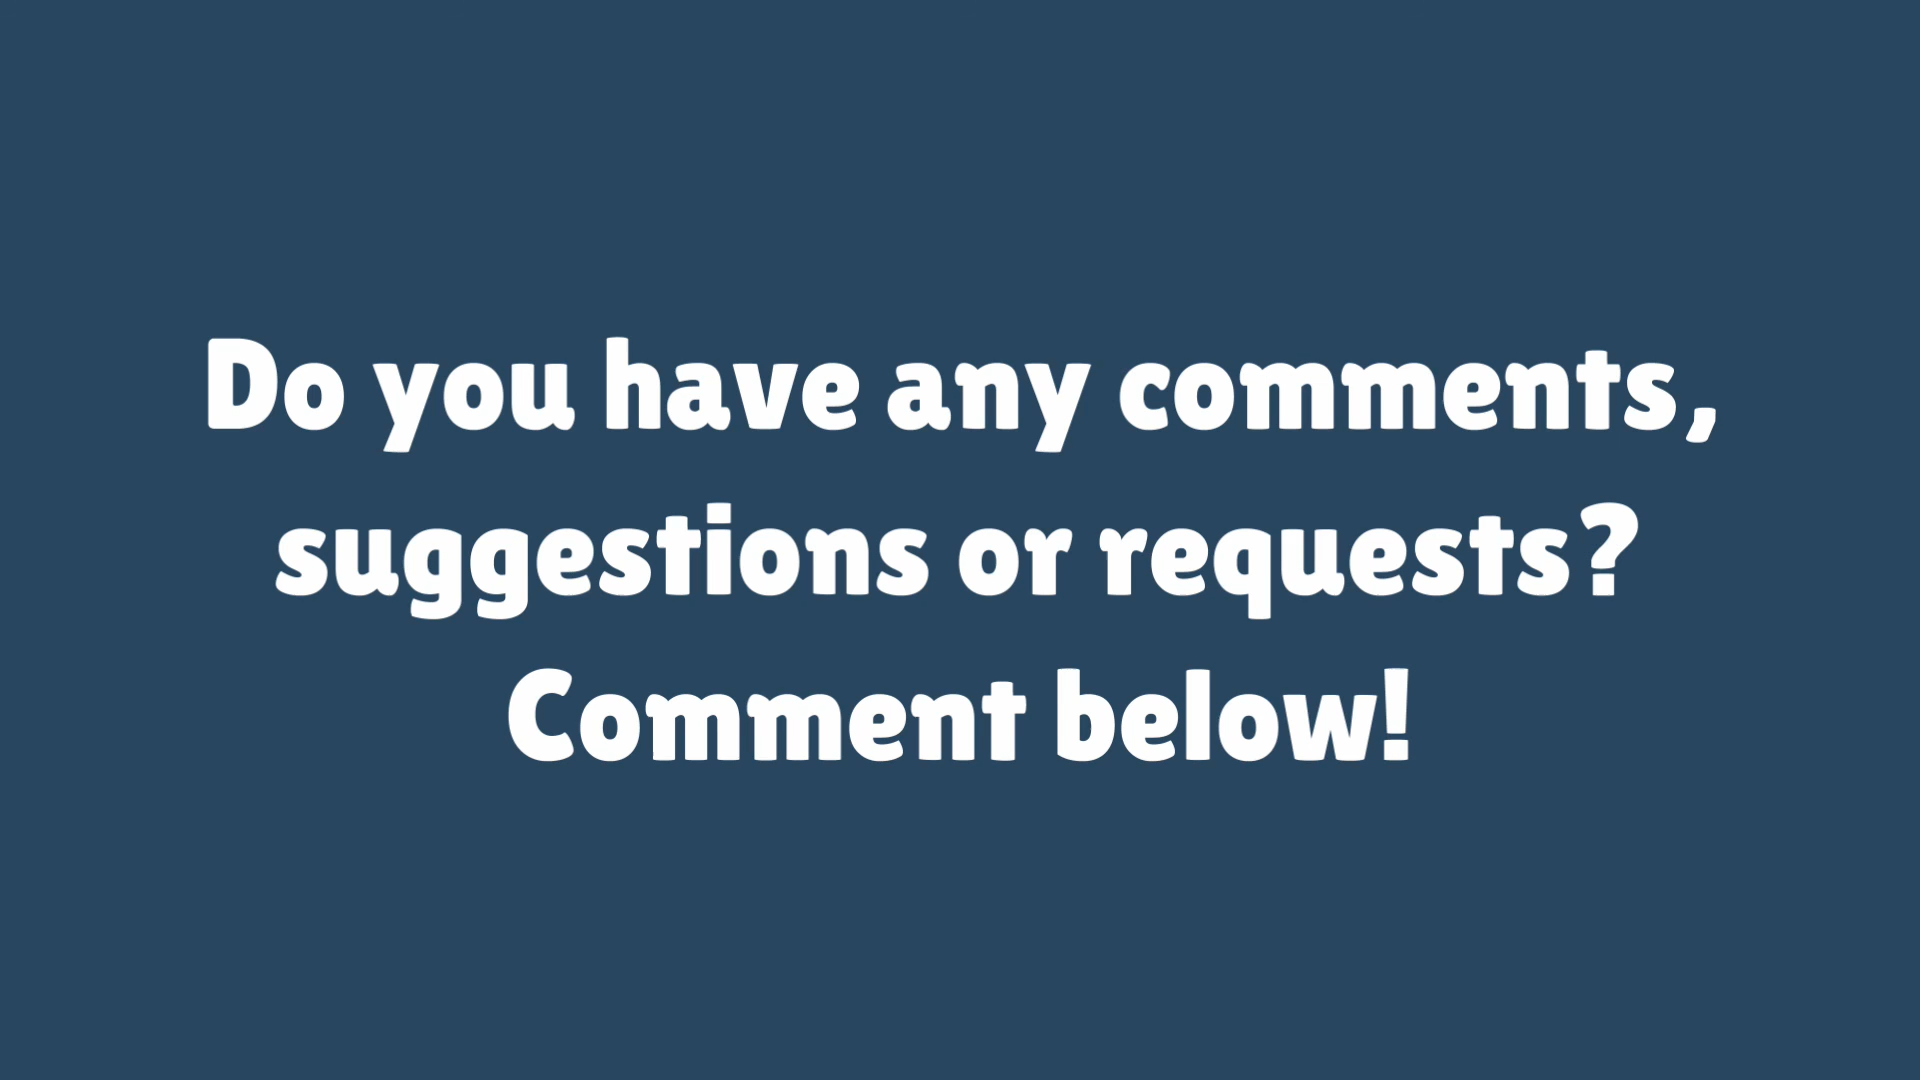 Do you have any comments,
suggestions or requests?
Comment below!